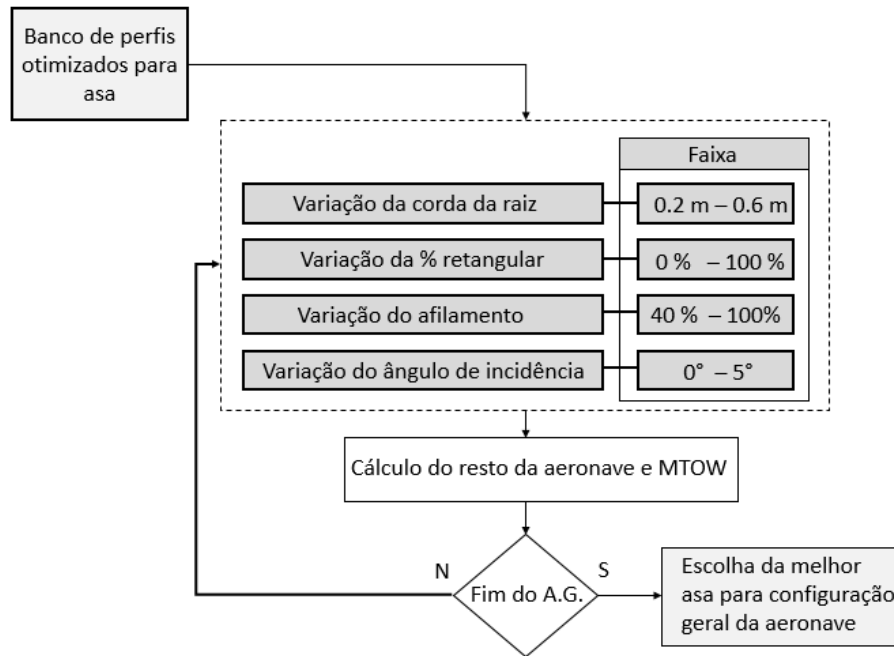 Banco de perfis
otimizados para
asa
Faixa
Variação da corda da raiz
0.2 m – 0.6 m
Variação da % retangular
0 % – 100 %
Variação do afilamento
40 % – 100%
Variação do ângulo de incidência
0° – 5°
Cálculo do resto da aeronave e MTOW
N
Fim do A.G.
S
Escolha da melhor
asa para configuração
geral da aeronave